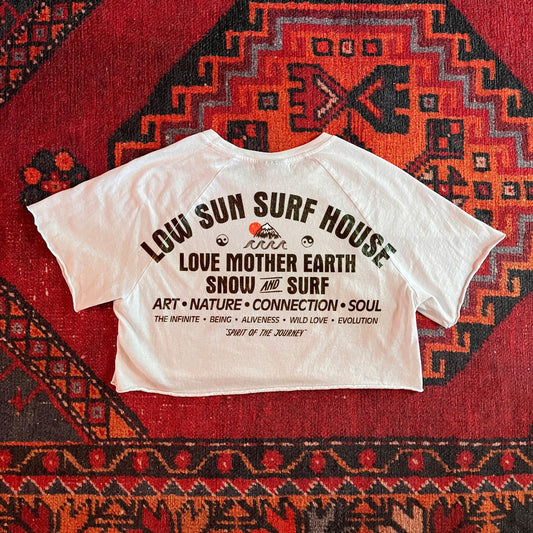 LOW SUN SURF HOUSE
LOVE MOTHER EARTH
SNOW AND SURF
ART • NATURE • CONNECTION • SOUL
THE INFINITE • BEING • ALIVENESS • WILD LOVE • EVOLUTION
"SPIRIT OF THE JOURNEY"